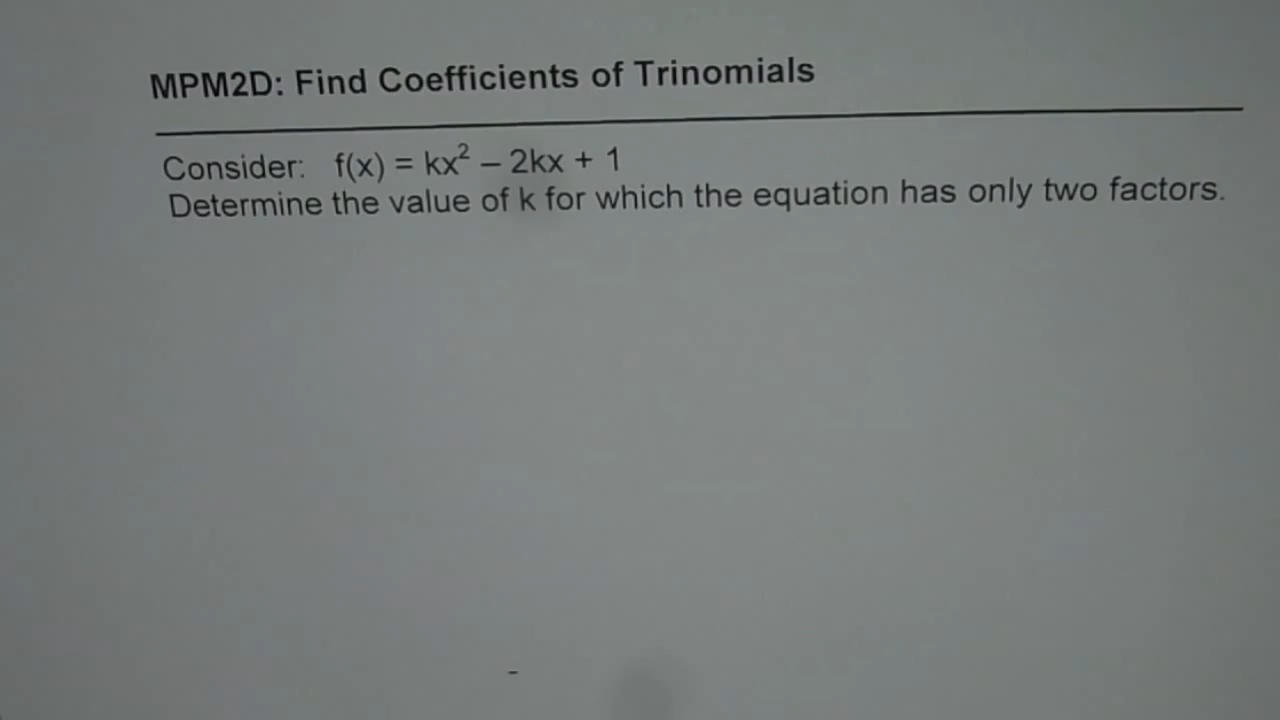 MPM2D: Find Coefficients of Trinomials
Consider: f(x) = kx² – 2kx + 1
Determine the value of k for which the equation has only two factors.